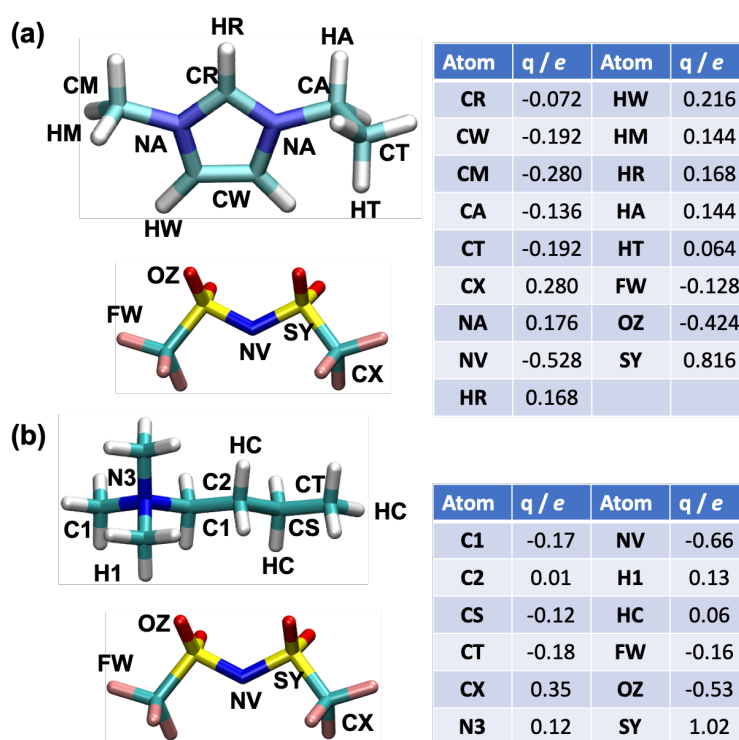 (a)
HR
HA
CM
CR
CA
HM
NA
NA
CT
CW
HW
HT
OZ
FW
SY
NV
CX
Atom q / e Atom q / e
CR -0.072 HW 0.216
CW -0.192 HM 0.144
CM -0.280 HR 0.168
CA -0.136 HA 0.144
CT -0.192 HT 0.064
CX 0.280 FW -0.128
NA 0.176 OZ -0.424
NV -0.528 SY 0.816
HR 0.168
(b)
HC
N3
C2
CT
HC
C1
C1
CS
H1
HC
OZ
FW
SY
NV
CX
Atom q / e Atom q / e
C1 -0.17 NV -0.66
C2 0.01 H1 0.13
CS -0.12 HC 0.06
CT -0.18 FW -0.16
CX 0.35 OZ -0.53
N3 0.12 SY 1.02